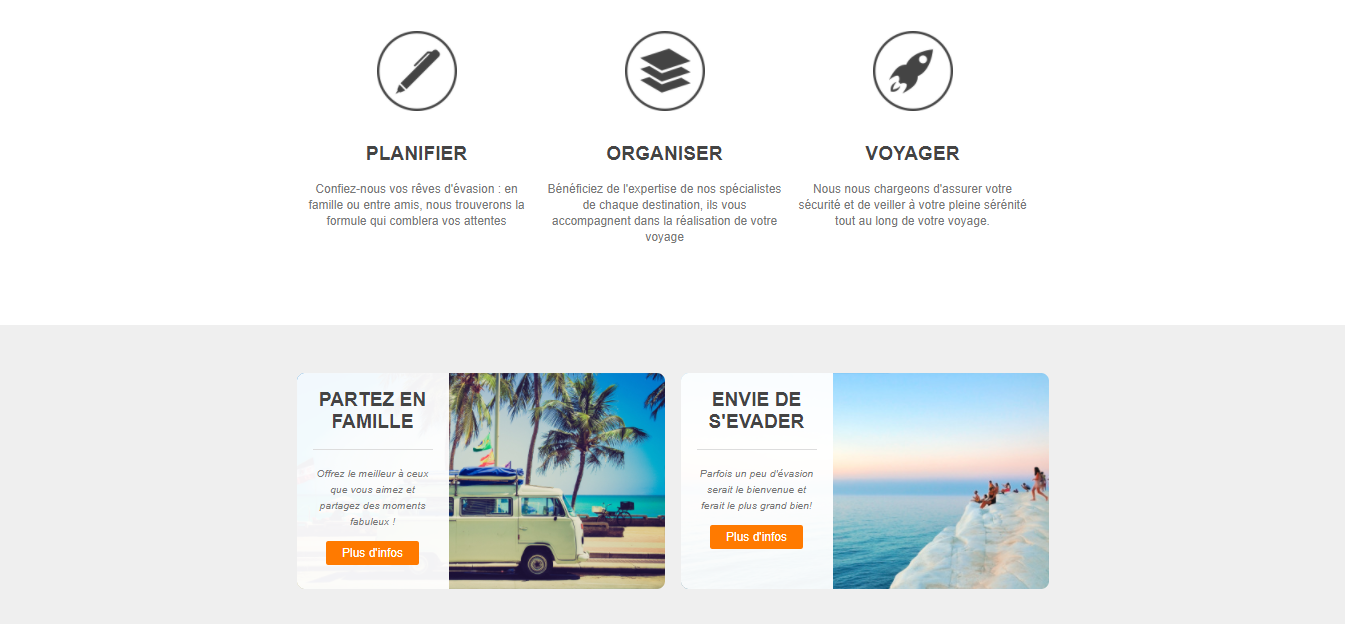 PLANIFIER
Confiez-nous vos rêves d'évasion : en
famille ou entre amis, nous trouverons la
formule qui comblera vos attentes
ORGANISER
Bénéficiez de l'expertise de nos spécialistes
de chaque destination, ils vous
accompagnent dans la réalisation de votre
voyage
VOYAGER
Nous nous chargeons d'assurer votre
sécurité et de veiller à votre pleine sérénité
tout au long de votre voyage.
PARTEZ EN
FAMILLE
Offrez le meilleur à ceux
que vous aimez et
partagez des moments
fabuleux !
Plus d'infos
ENVIE DE
S'EVADER
Parfois un peu d'évasion
serait le bienvenue et
ferait le plus grand bien!
Plus d'infos